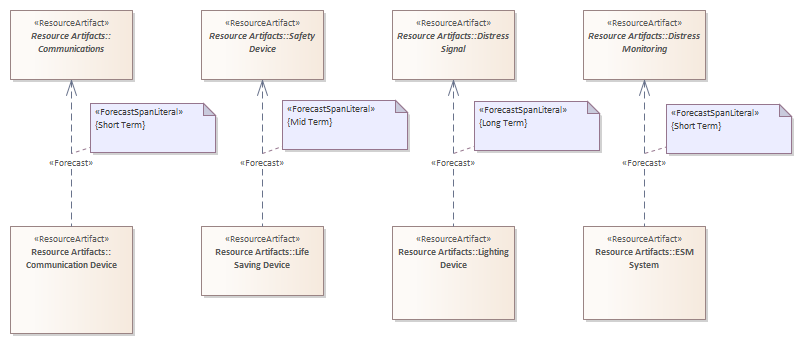 «ResourceArtifact»
Resource Artifacts::
Communications
«ResourceArtifact»
Resource Artifacts::Safety
Device
«ResourceArtifact»
Resource Artifacts::Distress
Signal
«ResourceArtifact»
Resource Artifacts::Distress
Monitoring
«ForecastSpanLiteral»
{Short Term}
«ForecastSpanLiteral»
{Mid Term}
«ForecastSpanLiteral»
{Long Term}
«ForecastSpanLiteral»
{Short Term}
«Forecast»
«Forecast»
«Forecast»
«Forecast»
«ResourceArtifact»
Resource Artifacts::
Communication Device
«ResourceArtifact»
Resource Artifacts::Life
Saving Device
«ResourceArtifact»
Resource Artifacts::Lighting
Device
«ResourceArtifact»
Resource Artifacts::ESM
System